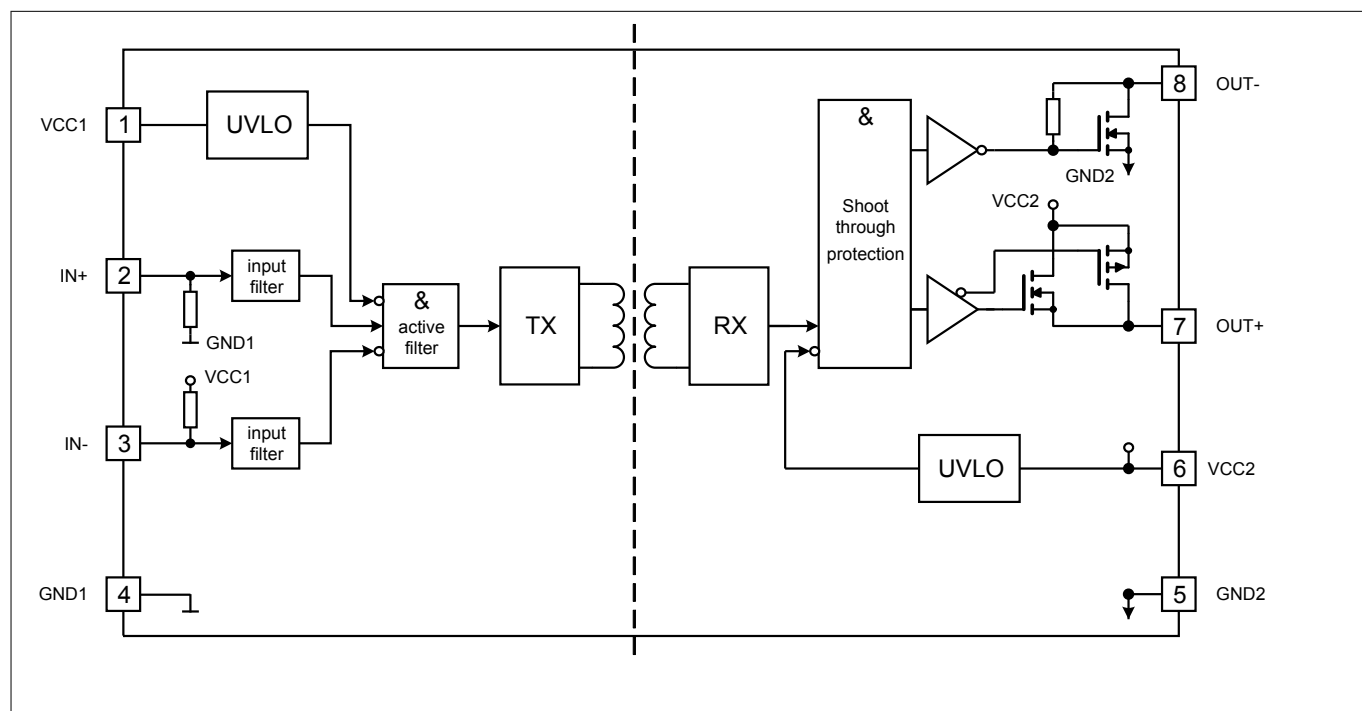 VCC1
1
UVLO
IN+
2
input
filter
GND1
VCC1
IN-
3
input
filter
GND1
4
&
active
filter
TX
RX
&
Shoot
through
protection
GND2
VCC2
UVLO
8
OUT-
7
OUT+
6
VCC2
5
GND2